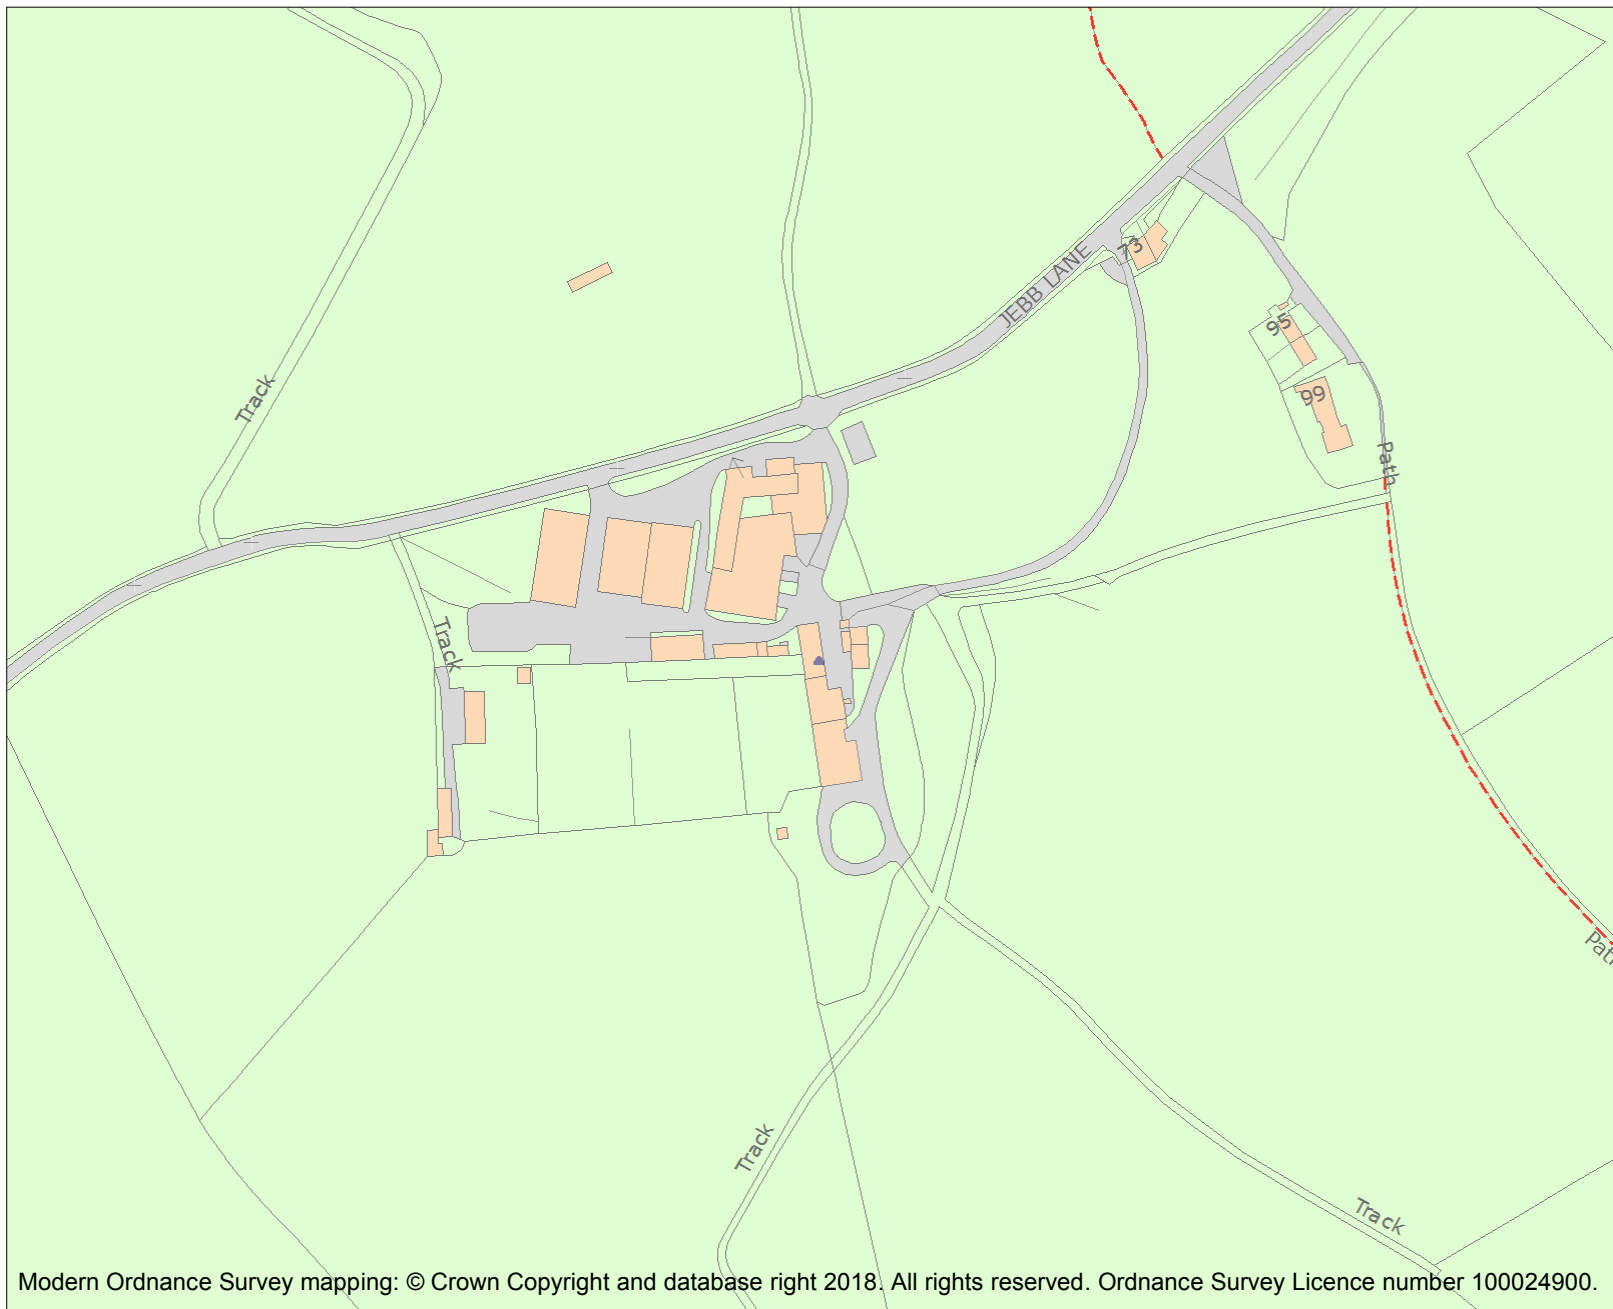 JEBB LANE
73
95
99
Track
Path
Track
Path
Track
Track
Modern Ordnance Survey mapping: © Crown Copyright and database right 2018. All rights reserved. Ordnance Survey Licence number 100024900.